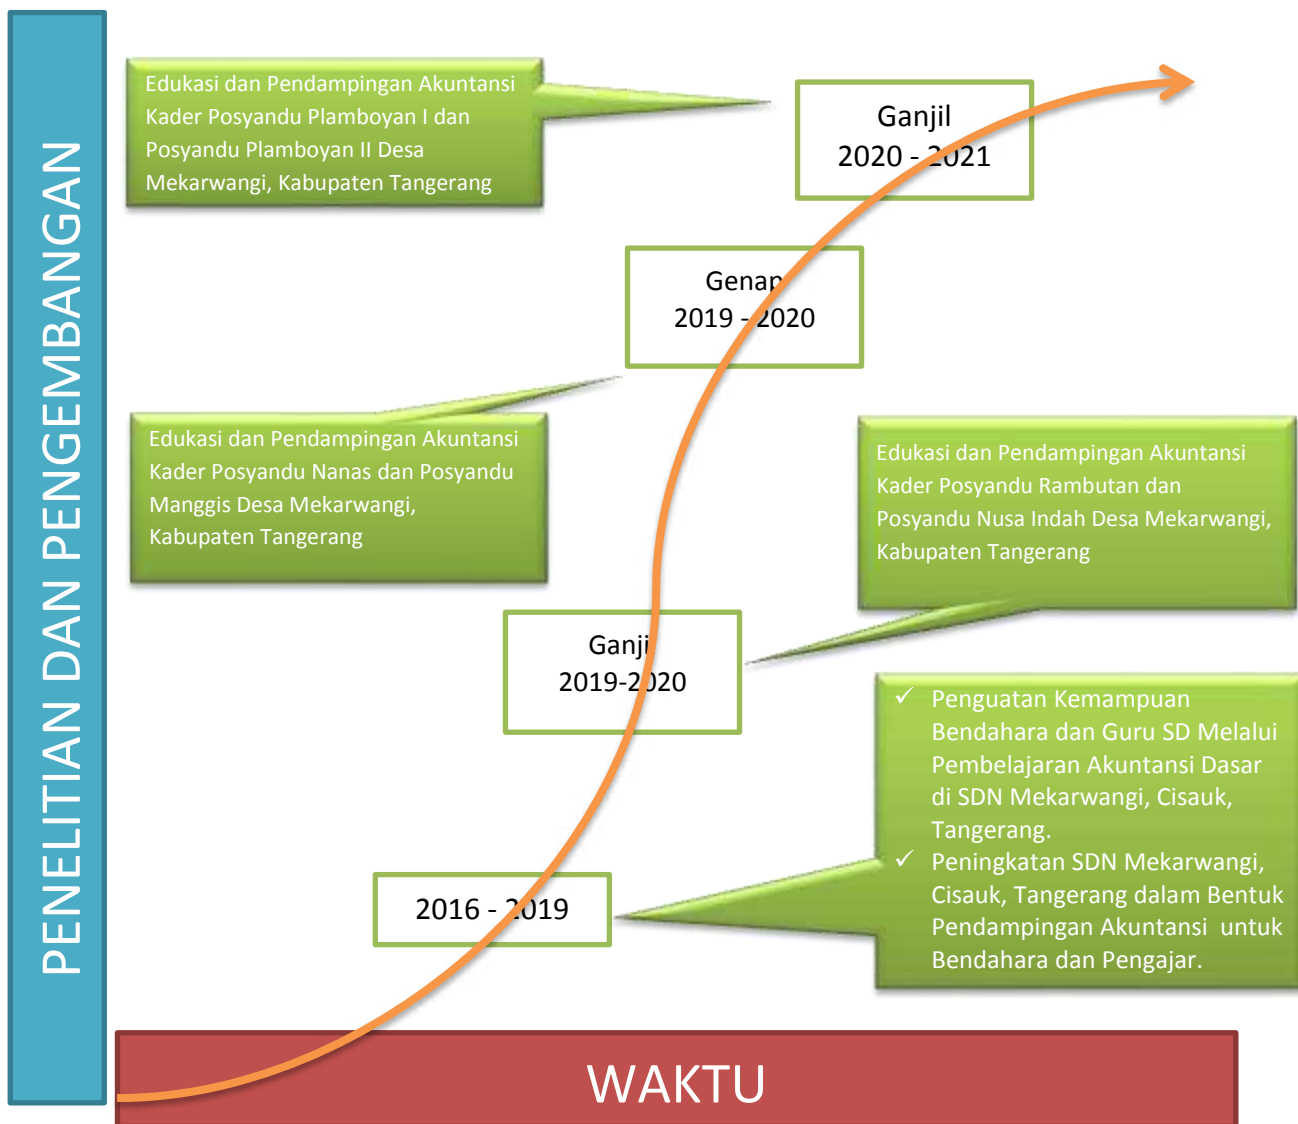 PENELITIAN DAN PENGEMBANGAN
Edukasi dan Pendampingan Akuntansi
Kader Posyandu Plamboyan I dan
Posyandu Plamboyan II Desa
Mekarwangi, Kabupaten Tangerang
Ganjil
2020 - 2021
Genap
2019 - 2020
Edukasi dan Pendampingan Akuntansi
Kader Posyandu Nanas dan Posyandu
Manggis Desa Mekarwangi,
Kabupaten Tangerang
Edukasi dan Pendampingan Akuntansi
Kader Posyandu Rambutan dan
Posyandu Nusa Indah Desa Mekarwangi,
Kabupaten Tangerang
Ganjil
2019-2020
✓ Penguatan Kemampuan
Bendahara dan Guru SD Melalui
Pembelajaran Akuntansi Dasar
di SDN Mekarwangi, Cisauk,
Tangerang.
✓ Peningkatan SDN Mekarwangi,
Cisauk, Tangerang dalam Bentuk
Pendampingan Akuntansi untuk
Bendahara dan Pengajar.
2016 - 2019
WAKTU